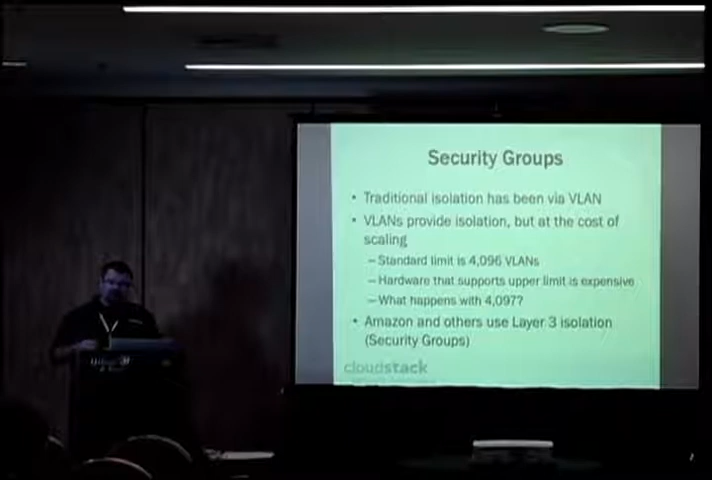 Security Groups
• Traditional isolation has been via VLAN
• VLANs provide isolation, but at the cost of
scaling
– Standard limit is 4,096 VLANs
– Hardware that supports upper limit is expensive
– What happens with 4,097?
• Amazon and others use Layer 3 isolation
(Security Groups)
cloudstack